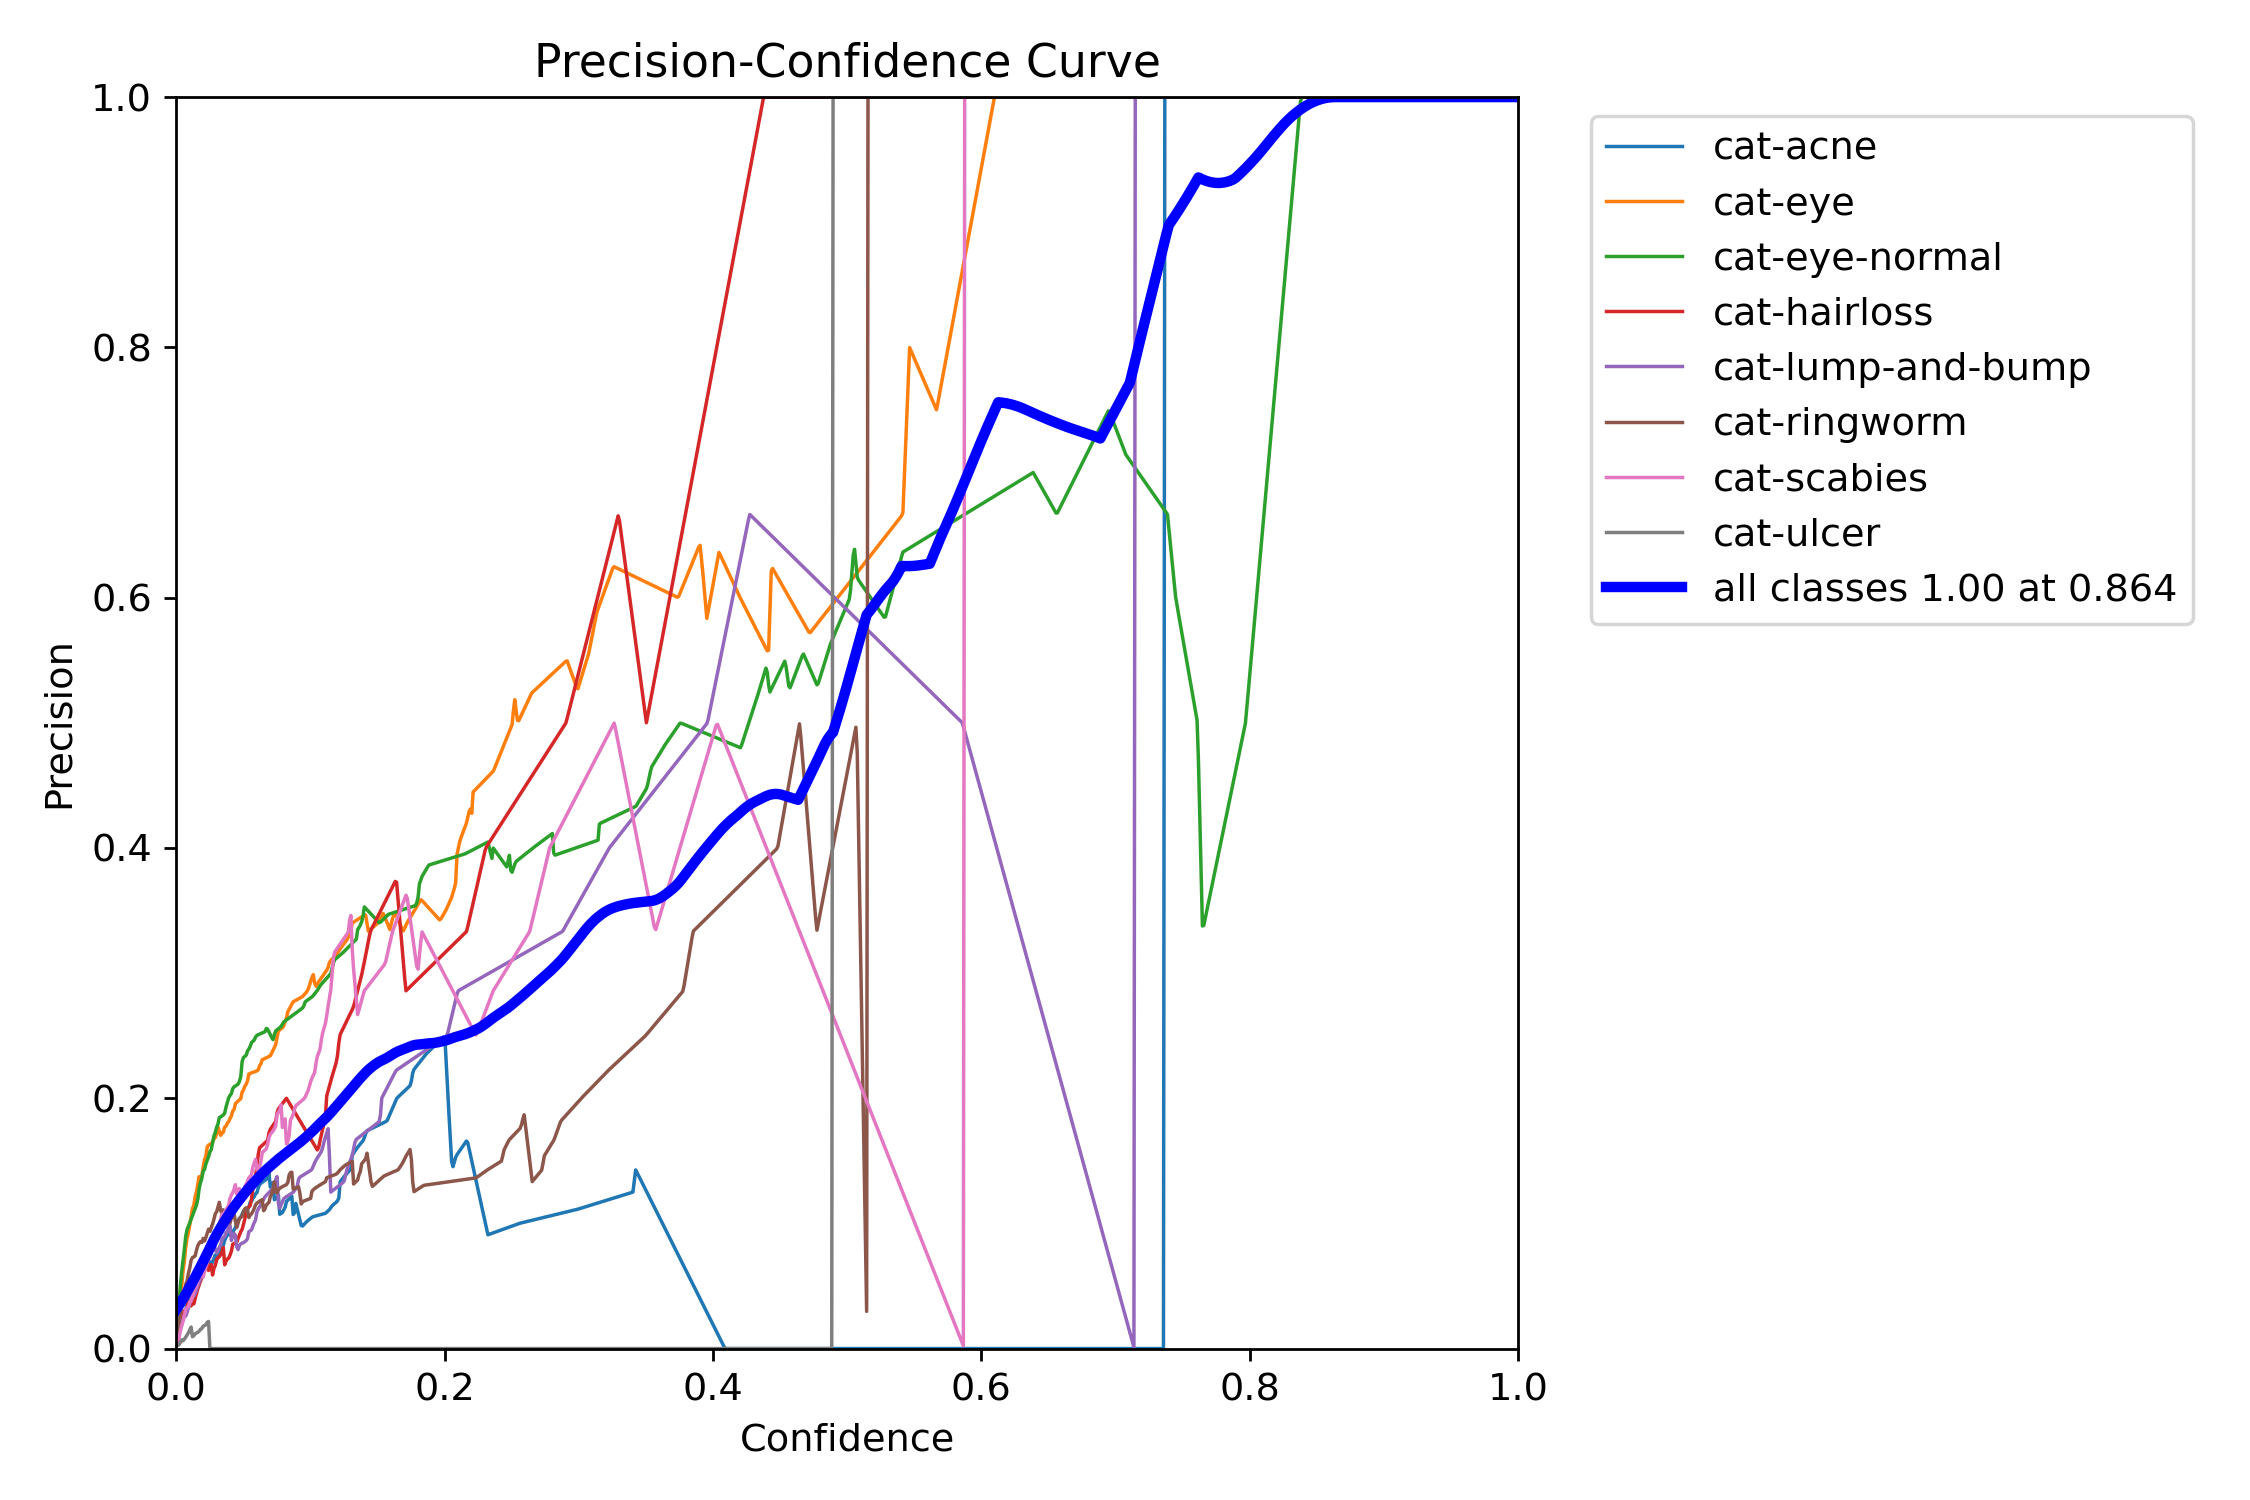 Precision-Confidence Curve
1.0
0.8
0.6
0.4
0.2
0.0
Precision
0.0 0.2 0.4 0.6 0.8 1.0
Confidence
cat-acne
cat-eye
cat-eye-normal
cat-hairloss
cat-lump-and-bump
cat-ringworm
cat-scabies
cat-ulcer
all classes 1.00 at 0.864